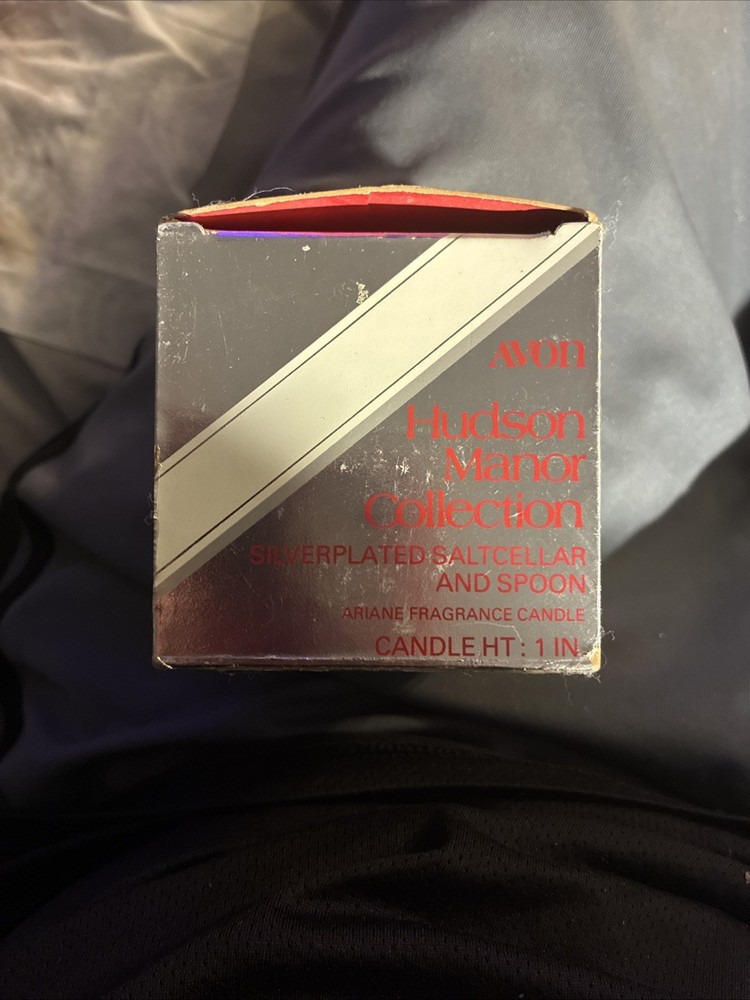 AVON
Hudson
Manor
Collection
SILVERPLATED SALTCELLAR
AND SPOON
ARIANE FRAGRANCE CANDLE
CANDLE HT: 1 IN.